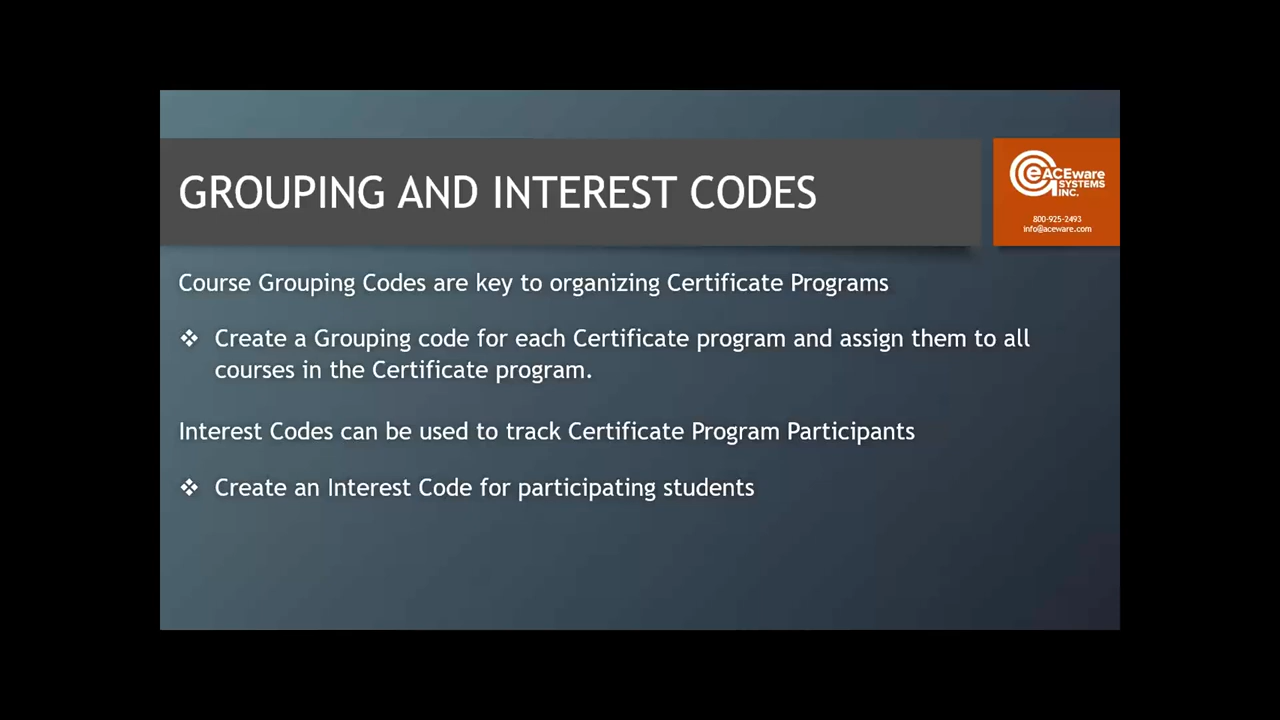 GROUPING AND INTEREST CODES
eACEware
SYSTEMS
INC.
800-925-2493
info@aceware.com
Course Grouping Codes are key to organizing Certificate Programs
❖ Create a Grouping code for each Certificate program and assign them to all
courses in the Certificate program.
Interest Codes can be used to track Certificate Program Participants
❖ Create an Interest Code for participating students